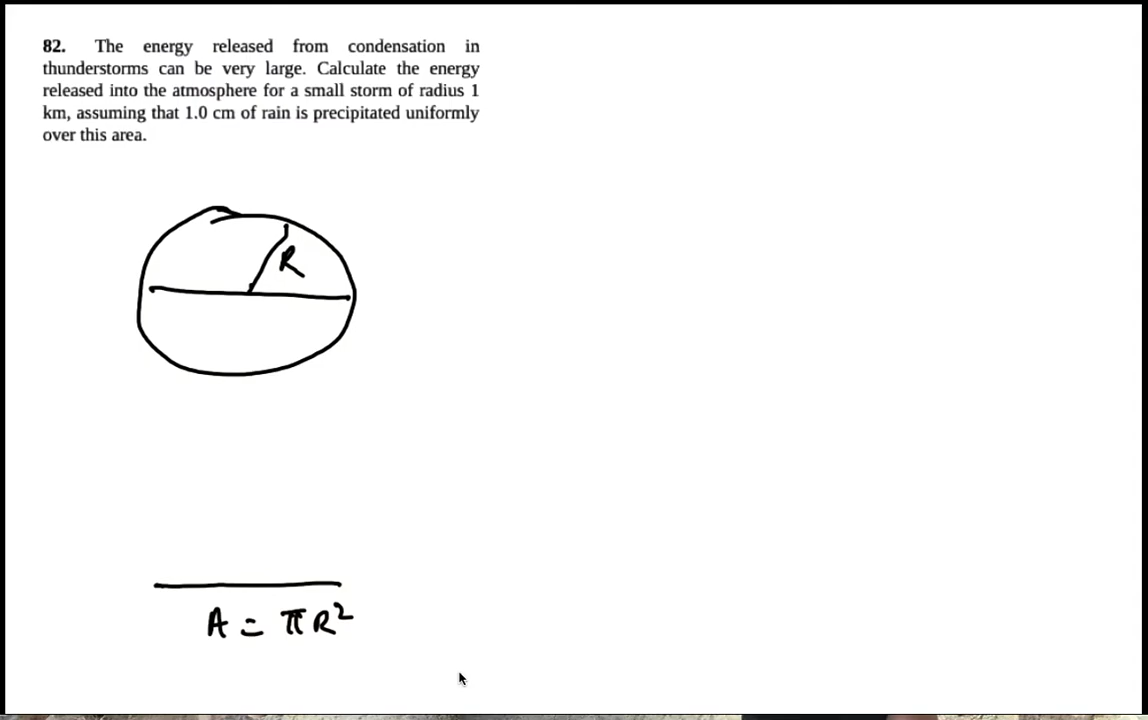 82. The energy released from condensation in
thunderstorms can be very large. Calculate the energy
released into the atmosphere for a small storm of radius 1
km, assuming that 1.0 cm of rain is precipitated uniformly
over this area.
R
A = πR²